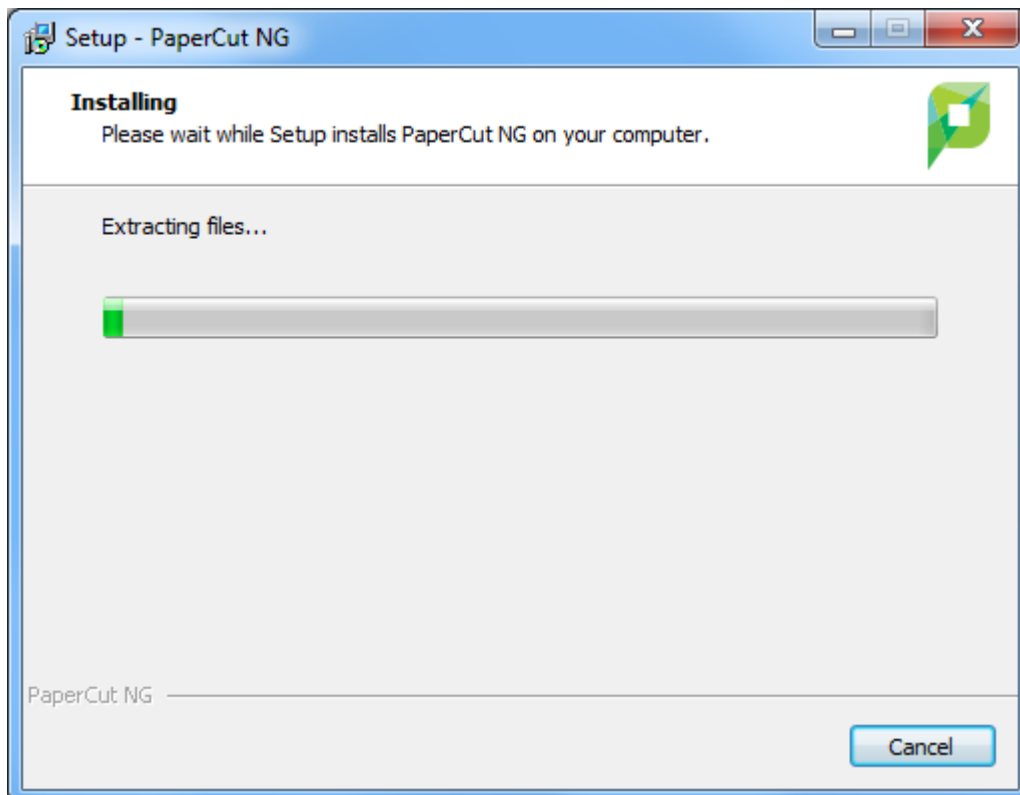 Setup - PaperCut NG
Installing
Please wait while Setup installs PaperCut NG on your computer.
Extracting files...
PaperCut NG
Cancel